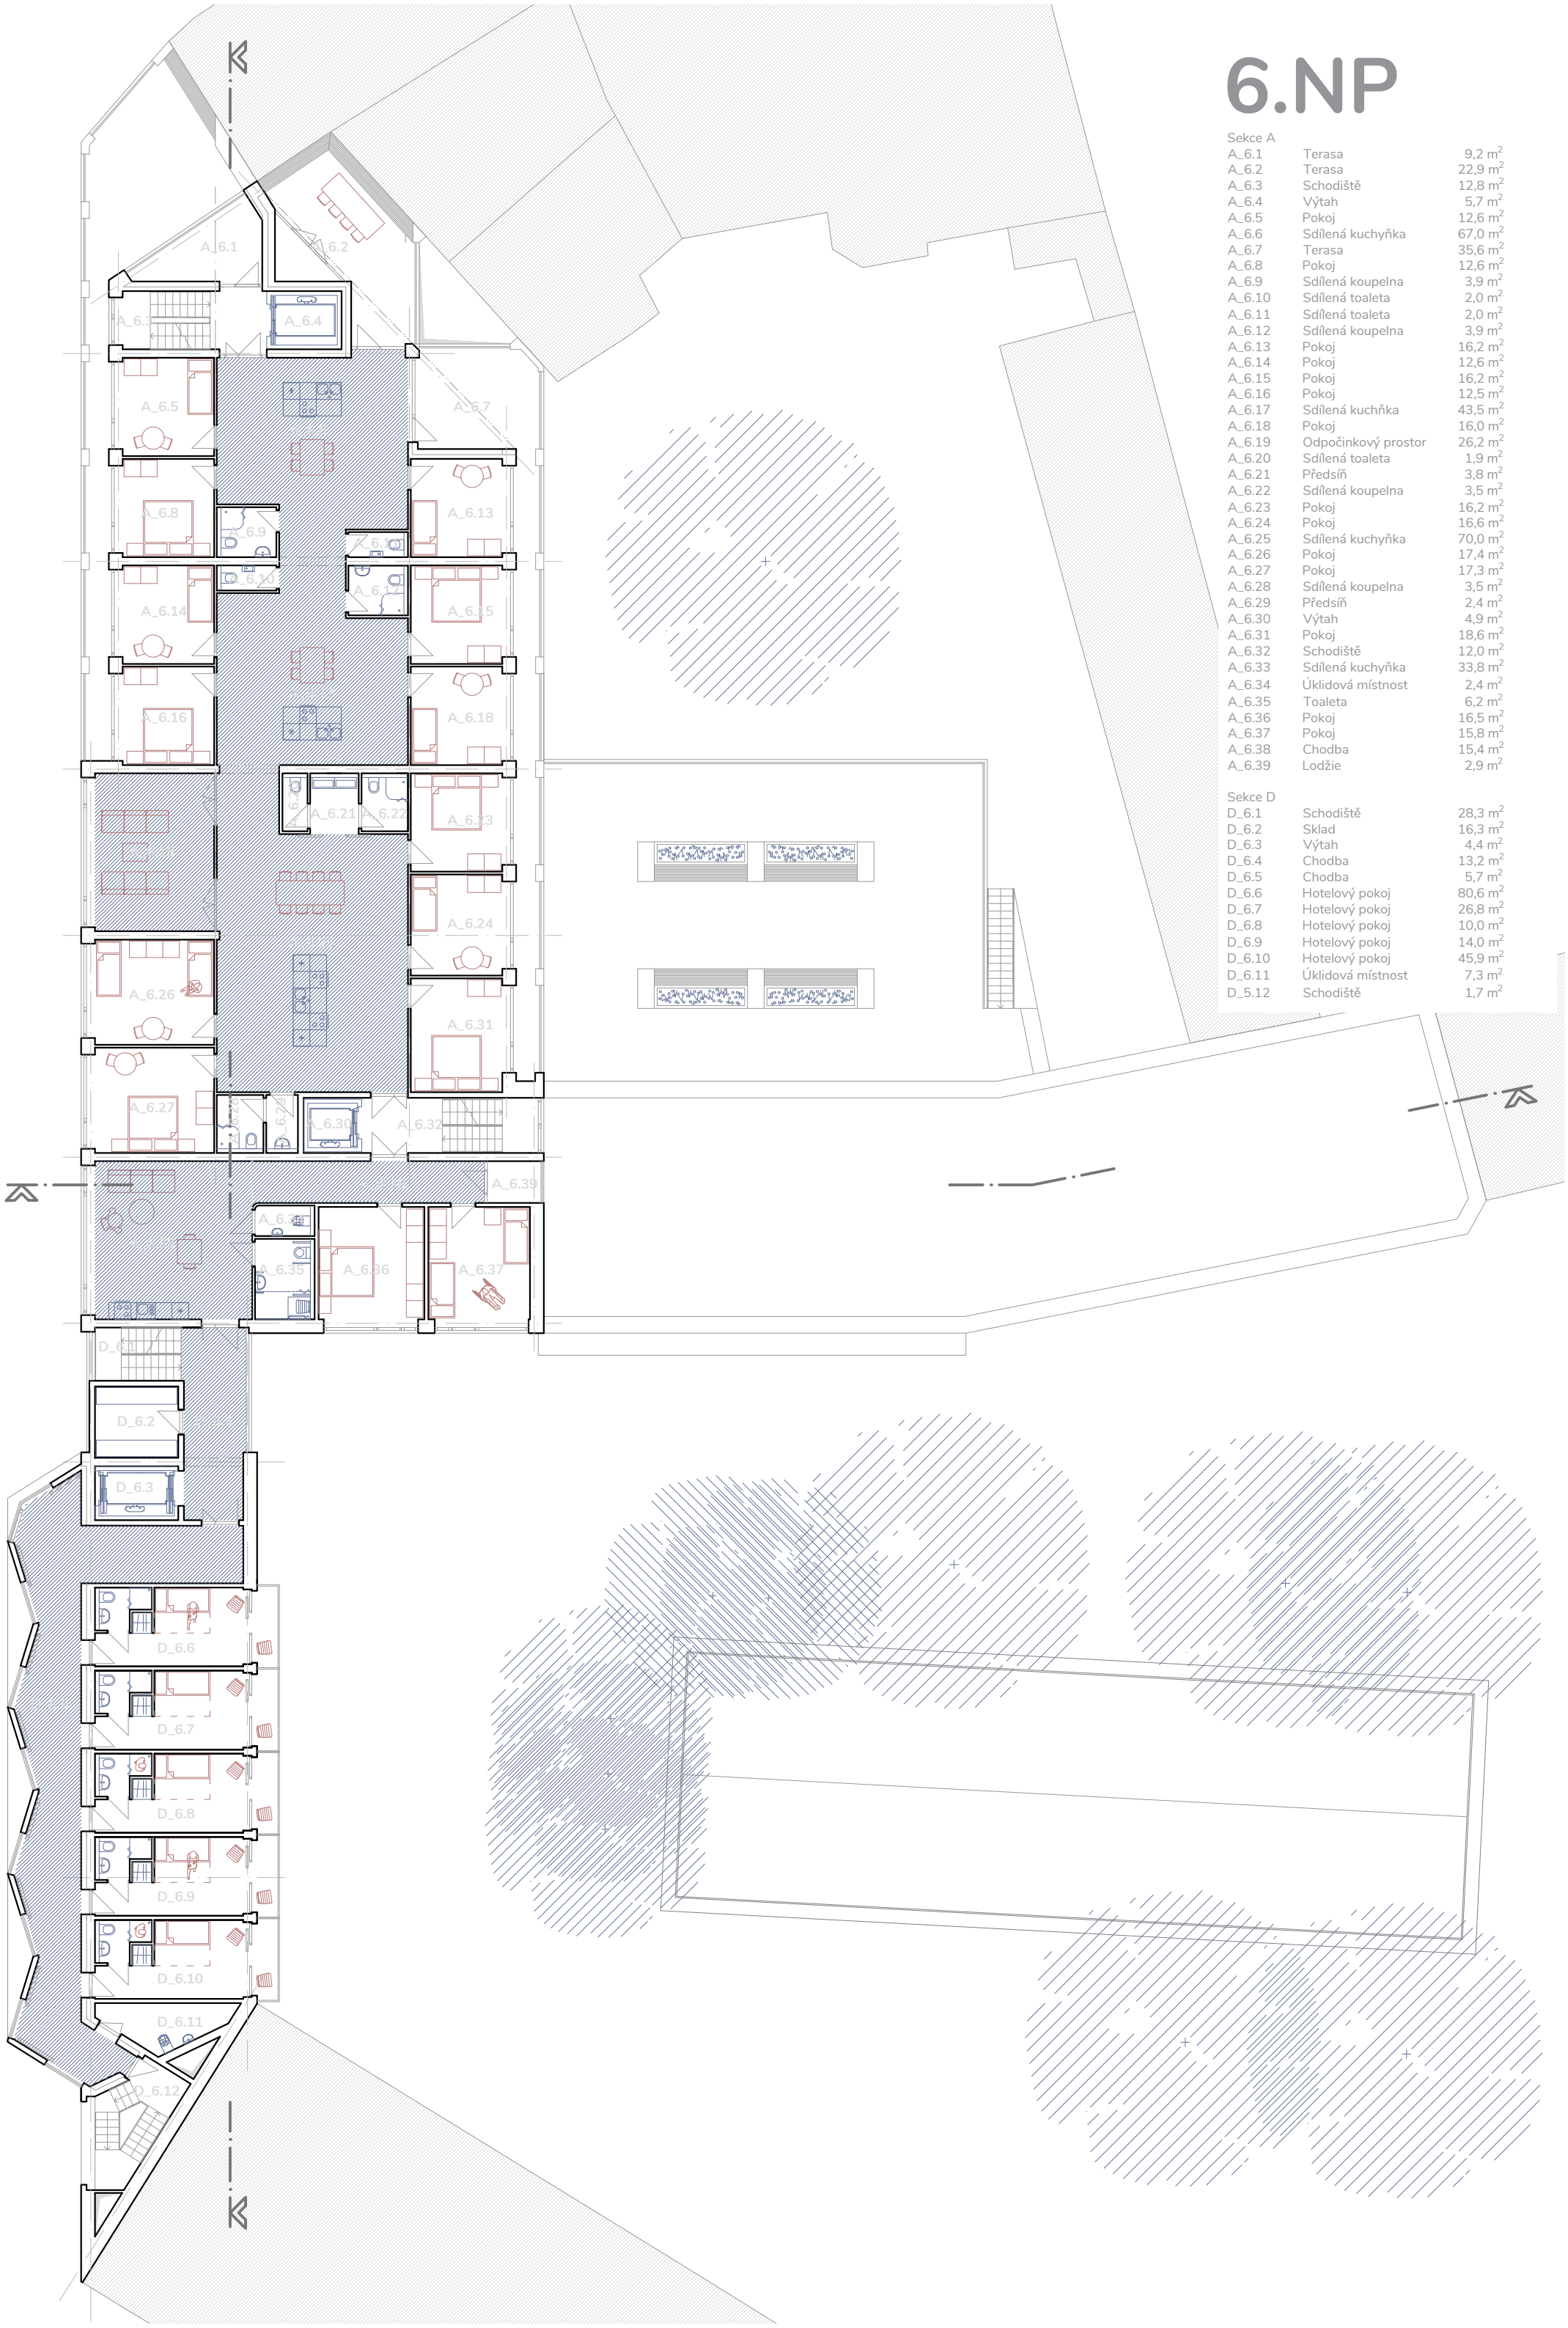 6.NP
Sekce A
A_6.1 Terasa 9,2 m²
A_6.2 Terasa 22,9 m²
A_6.3 Schodiště 12,8 m²
A_6.4 Výtah 5,7 m²
A_6.5 Pokoj 12,6 m²
A_6.6 Sdílená kuchyňka 67,0 m²
A_6.7 Terasa 35,6 m²
A_6.8 Pokoj 12,6 m²
A_6.9 Sdílená koupelna 3,9 m²
A_6.10 Sdílená toaleta 2,0 m²
A_6.11 Sdílená toaleta 2,0 m²
A_6.12 Sdílená koupelna 3,9 m²
A_6.13 Pokoj 16,2 m²
A_6.14 Pokoj 12,6 m²
A_6.15 Pokoj 16,2 m²
A_6.16 Pokoj 12,5 m²
A_6.17 Sdílená kuchňka 43,5 m²
A_6.18 Pokoj 16,0 m²
A_6.19 Odpočinkový prostor 26,2 m²
A_6.20 Sdílená toaleta 1,9 m²
A_6.21 Předsíň 3,8 m²
A_6.22 Sdílená koupelna 3,5 m²
A_6.23 Pokoj 16,2 m²
A_6.24 Pokoj 16,6 m²
A_6.25 Sdílená kuchyňka 70,0 m²
A_6.26 Pokoj 17,4 m²
A_6.27 Pokoj 17,3 m²
A_6.28 Sdílená koupelna 3,5 m²
A_6.29 Předsíň 2,4 m²
A_6.30 Výtah 4,9 m²
A_6.31 Pokoj 18,6 m²
A_6.32 Schodiště 12,0 m²
A_6.33 Sdílená kuchyňka 33,8 m²
A_6.34 Úklidová místnost 2,4 m²
A_6.35 Toaleta 6,2 m²
A_6.36 Pokoj 16,5 m²
A_6.37 Pokoj 15,8 m²
A_6.38 Chodba 15,4 m²
A_6.39 Lodžie 2,9 m²
Sekce D
D_6.1 Schodiště 28,3 m²
D_6.2 Sklad 16,3 m²
D_6.3 Výtah 4,4 m²
D_6.4 Chodba 13,2 m²
D_6.5 Chodba 5,7 m²
D_6.6 Hotelový pokoj 80,6 m²
D_6.7 Hotelový pokoj 26,8 m²
D_6.8 Hotelový pokoj 10,0 m²
D_6.9 Hotelový pokoj 14,0 m²
D_6.10 Hotelový pokoj 45,9 m²
D_6.11 Úklidová místnost 7,3 m²
D_5.12 Schodiště 1,7 m²
A_6.1
A_6.2
A_6.3
A_6.4
A_6.5
A_6.7
A_6.8
A_6.9
A_6.13
A_6.10
A_6.12
A_6.14
A_6.15
A_6.16
A_6.18
A_6.21
A_6.22
A_6.23
A_6.24
A_6.26
A_6.31
A_6.27
A_6.29
A_6.30
A_6.32
A_6.39
A_6.35
A_6.36
A_6.37
D_6.1
D_6.2
D_6.3
D_6.6
D_6.7
D_6.8
D_6.9
D_6.10
D_6.11
D_6.12